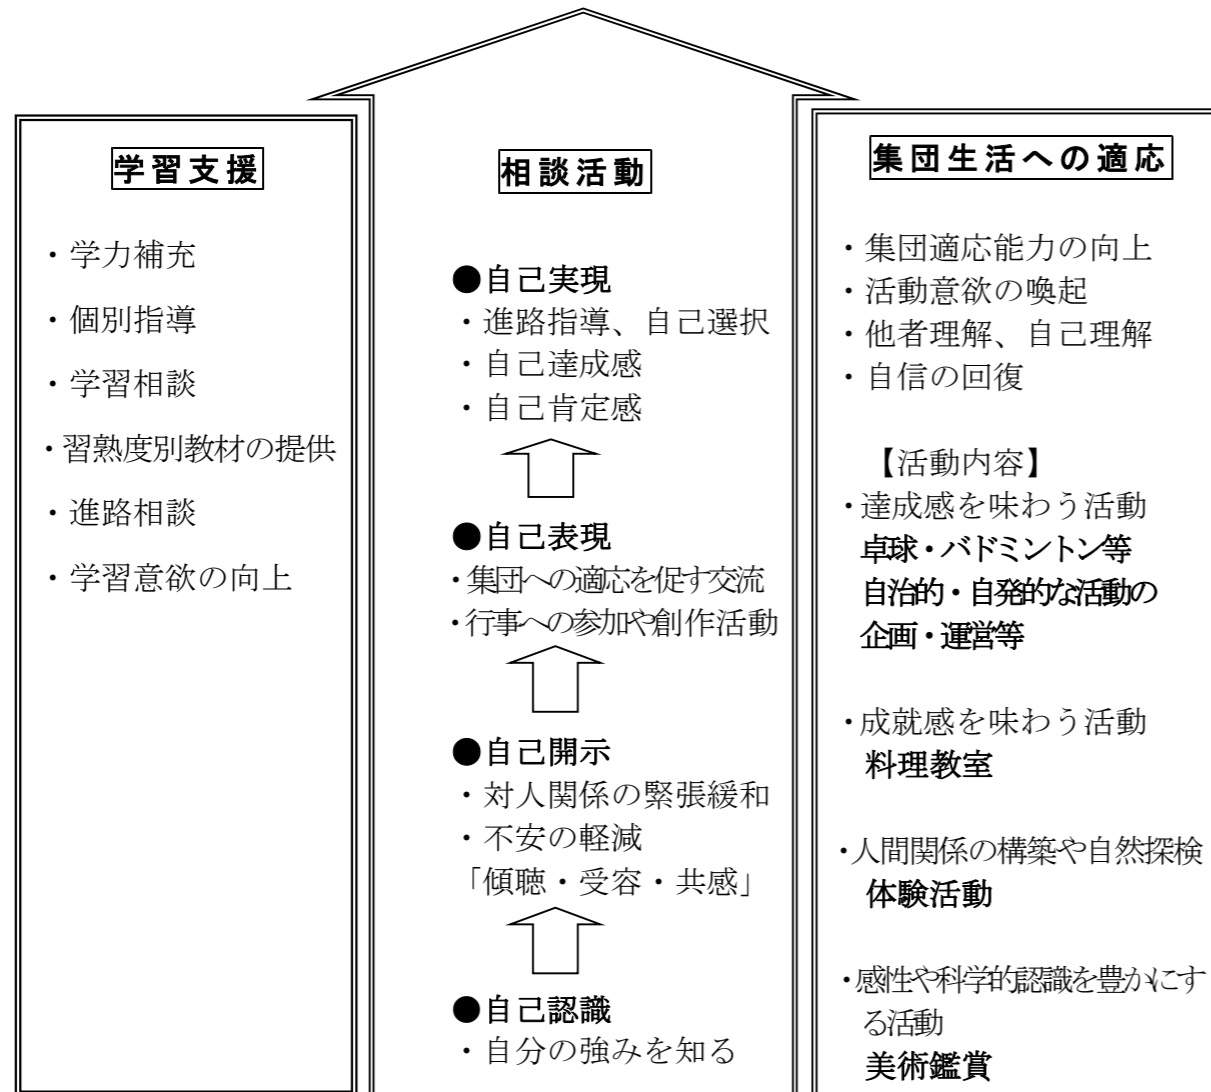 学習支援
・学力補充
・個別指導
・学習相談
・習熟度別教材の提供
・進路相談
・学習意欲の向上
相談活動
●自己実現
・進路指導、自己選択
・自己達成感
・自己肯定感
●自己表現
・集団への適応を促す交流
・行事への参加や創作活動
●自己開示
・対人関係の緊張緩和
・不安の軽減
「傾聴・受容・共感」
●自己認識
・自分の強みを知る
集団生活への適応
・集団適応能力の向上
・活動意欲の喚起
・他者理解、自己理解
・自信の回復
【活動内容】
・達成感を味わう活動
卓球・バドミントン等
自治的・自発的な活動の
企画・運営等
・成就感を味わう活動
料理教室
・人間関係の構築や自然探検
体験活動
・感性や科学的認識を豊かにす
る活動
美術鑑賞